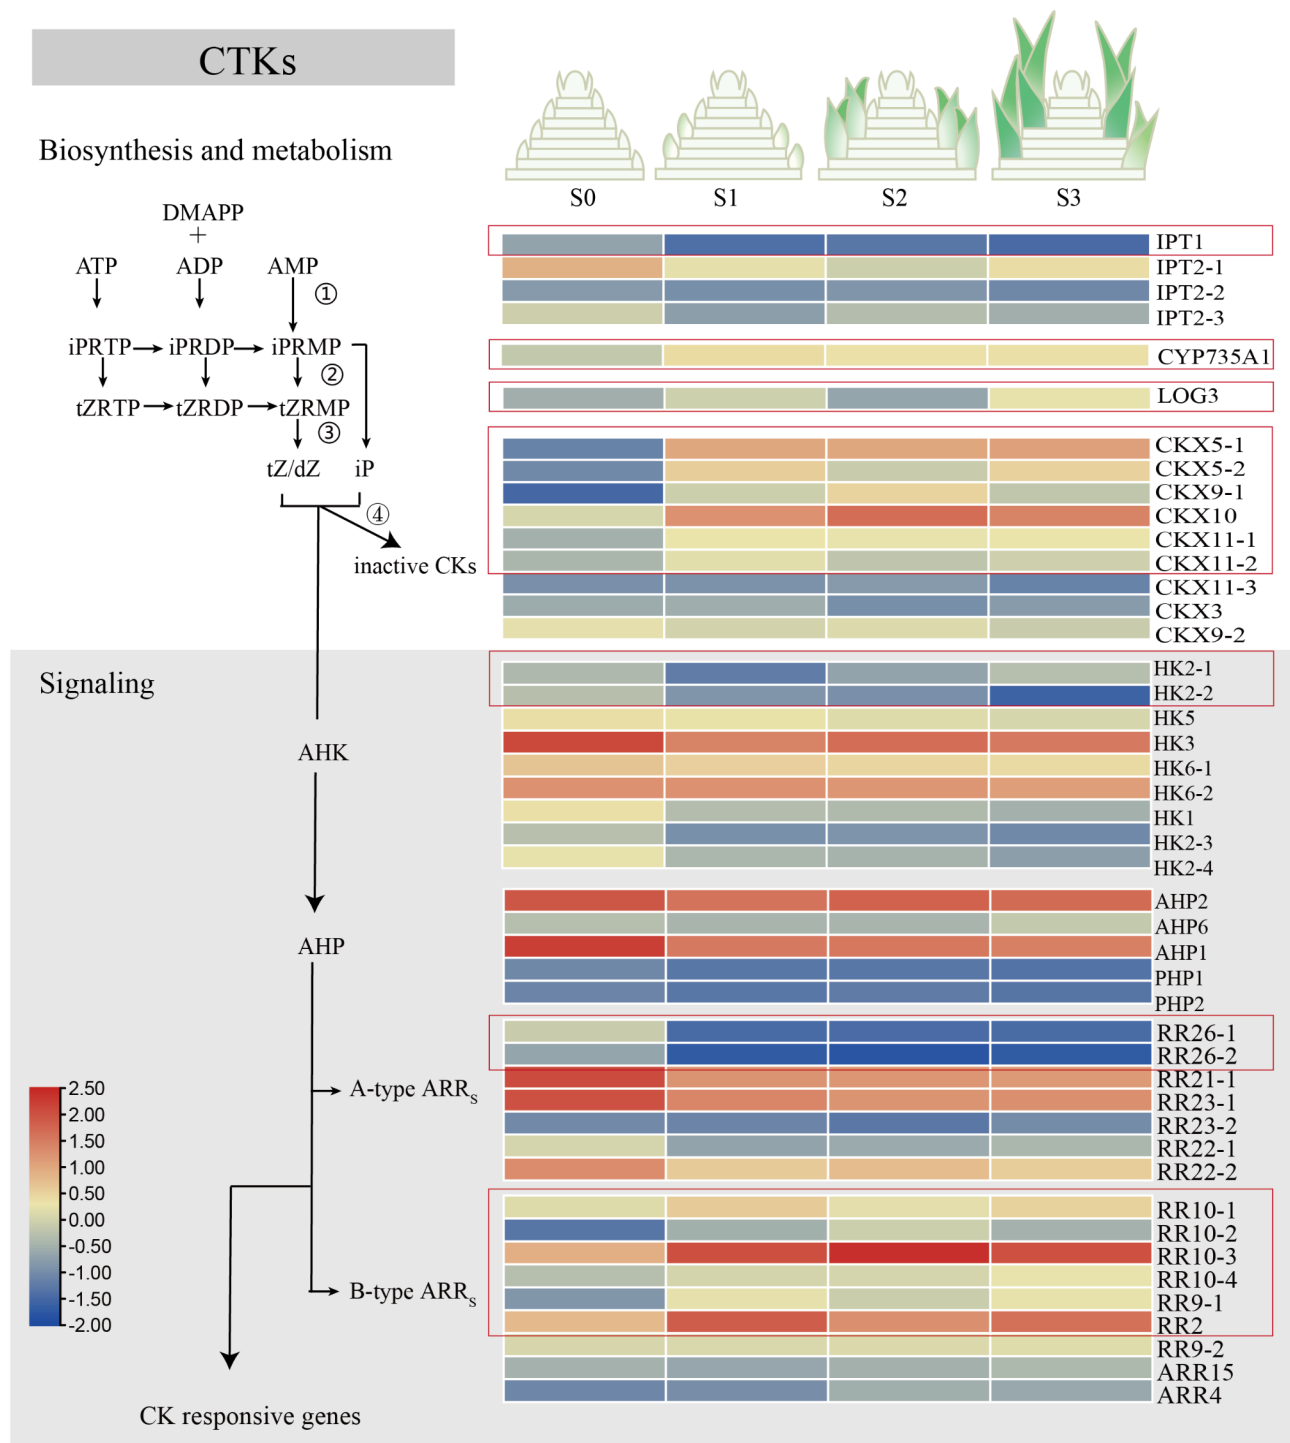 CTKs
Biosynthesis and metabolism
S0 S1 S2 S3
DMAPP
+
ATP ADP AMP
①
iPRTP iPRDP iPRMP
②
tZRTP tZRDP tZRMP
③
tZ/dZ iP
④
inactive CKs
IPT1
IPT2-1
IPT2-2
IPT2-3
CYP735A1
LOG3
CKX5-1
CKX5-2
CKX9-1
CKX10
CKX11-1
CKX11-2
CKX11-3
CKX3
CKX9-2
Signaling
AHK
AHP
A-type ARRs
B-type ARRs
CK responsive genes
HK2-1
HK2-2
HK5
HK3
HK6-1
HK6-2
HK1
HK2-3
HK2-4
AHP2
AHP6
AHP1
PHP1
PHP2
RR26-1
RR26-2
RR21-1
RR23-1
RR23-2
RR22-1
RR22-2
RR10-1
RR10-2
RR10-3
RR10-4
RR9-1
RR2
RR9-2
ARR15
ARR4
2.50
2.00
1.50
1.00
0.50
0.00
-0.50
-1.00
-1.50
-2.00